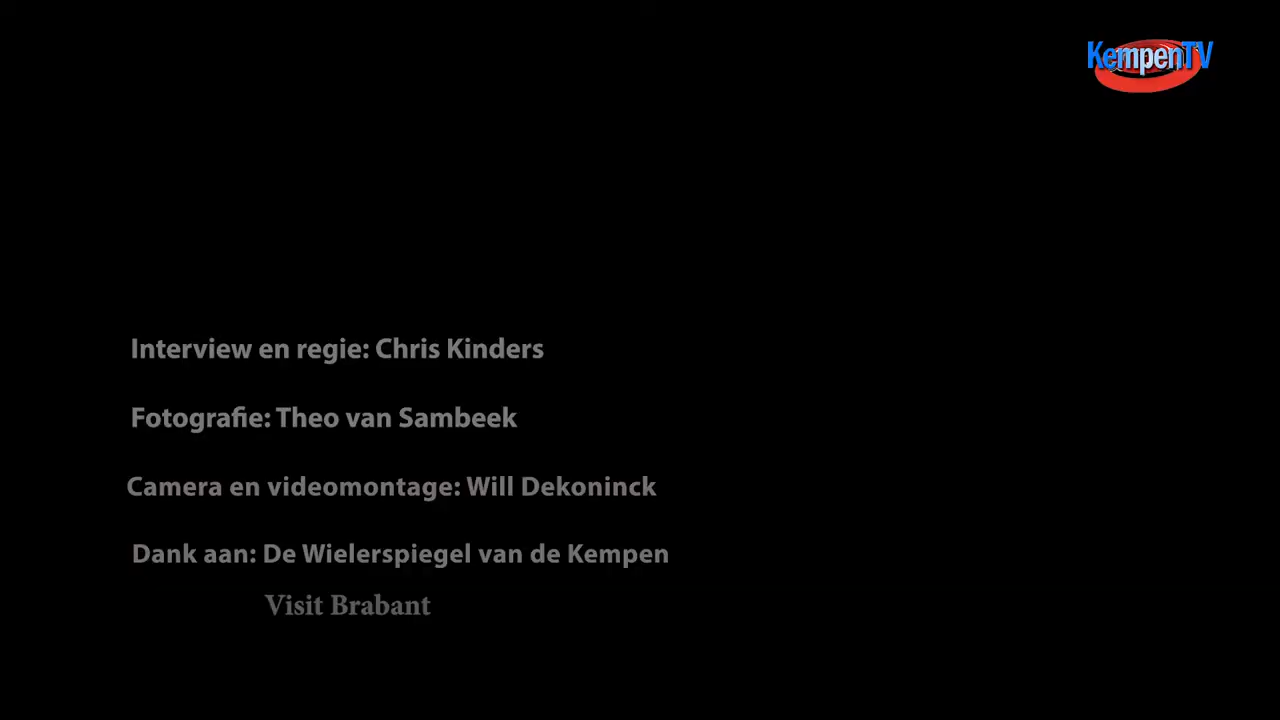 KempenTV
Interview en regie: Chris Kinders
Fotografie: Theo van Sambeek
Camera en videomontage: Will Dekoninck
Dank aan: De Wielerspiegel van de Kempen
Visit Brabant